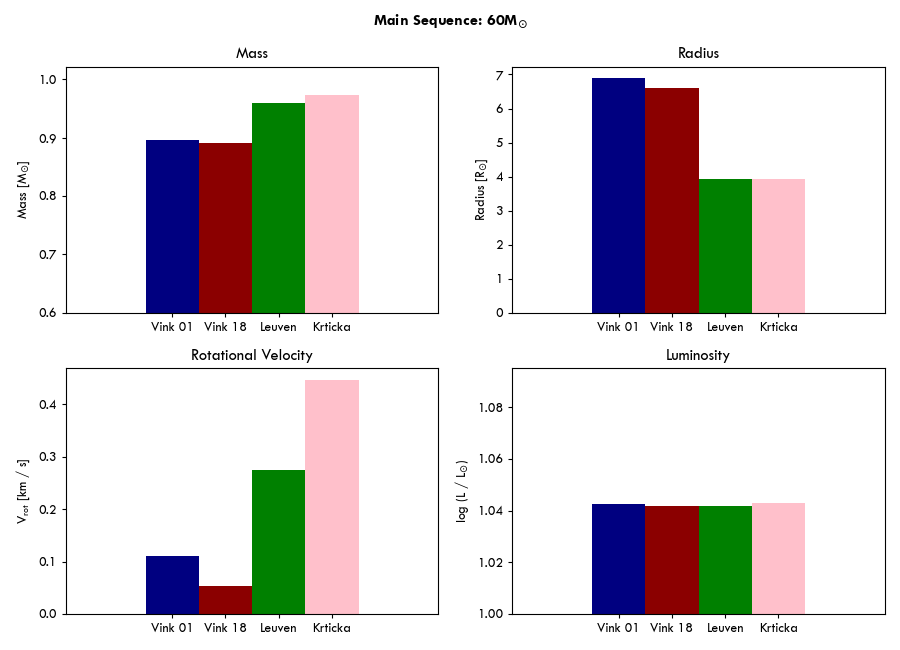 Main Sequence: 60M☉
Mass
Mass [M☉]
1.0
0.9
0.8
0.7
0.6
Vink 01 Vink 18 Leuven Krticka
Radius
Radius [R☉]
7
6
5
4
3
2
1
0
Vink 01 Vink 18 Leuven Krticka
Rotational Velocity
Vrot [km / s]
0.4
0.3
0.2
0.1
0.0
Vink 01 Vink 18 Leuven Krticka
Luminosity
log (L / L☉)
1.08
1.06
1.04
1.02
1.00
Vink 01 Vink 18 Leuven Krticka